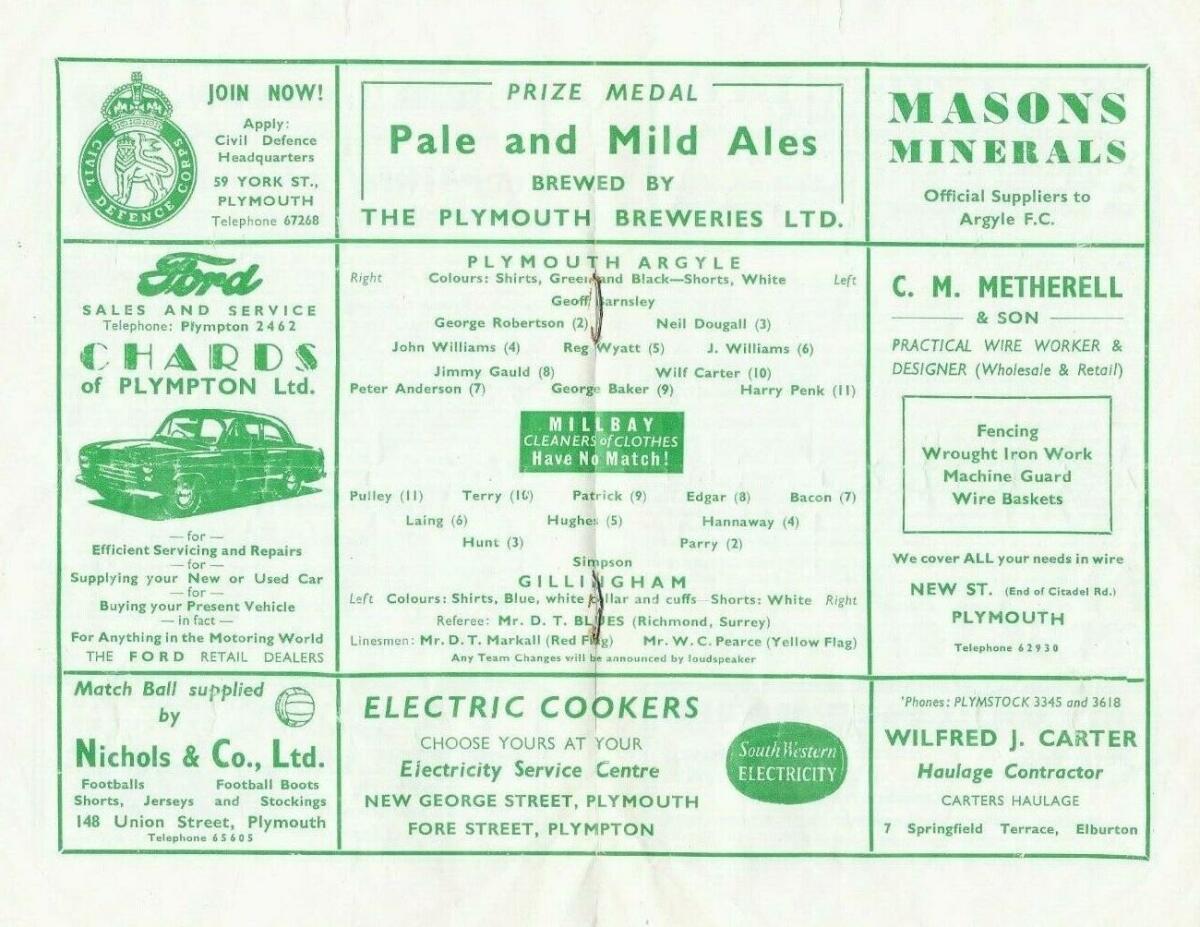 CIVIL DEFENCE CORPS
JOIN NOW!
Apply:
Civil Defence
Headquarters
59 YORK ST.,
PLYMOUTH
Telephone 67268
PRIZE MEDAL
Pale and Mild Ales
BREWED BY
THE PLYMOUTH BREWERIES LTD.
MASONS
MINERALS
Official Suppliers to
Argyle F.C.
Ford
SALES AND SERVICE
Telephone: Plympton 2462
CHARDS
of PLYMPTON Ltd.
— for —
Efficient Servicing and Repairs
— for —
Supplying your New or Used Car
— for —
Buying your Present Vehicle
— in fact —
For Anything in the Motoring World
THE FORD RETAIL DEALERS
PLYMOUTH ARGYLE
Right Colours: Shirts, Green and Black—Shorts, White Left
Geoff Barnsley
George Robertson (2) Neil Dougall (3)
John Williams (4) Reg Wyatt (5) J. Williams (6)
Jimmy Gauld (8) Wilf Carter (10)
Peter Anderson (7) George Baker (9) Harry Penk (11)
MILLBAY
CLEANERS of CLOTHES
Have No Match!
Pulley (11) Terry (10) Patrick (9) Edgar (8) Bacon (7)
Laing (6) Hughes (5) Hannaway (4)
Hunt (3) Parry (2)
Simpson
GILLINGHAM
Left Colours: Shirts, Blue, white collar and cuffs—Shorts: White Right
Referee: Mr. D. T. BLUES (Richmond, Surrey)
Linesmen: Mr. D. T. Markall (Red Flag) Mr. W. C. Pearce (Yellow Flag)
Any Team Changes will be announced by loudspeaker
C. M. METHERELL
& SON
PRACTICAL WIRE WORKER &
DESIGNER (Wholesale & Retail)
Fencing
Wrought Iron Work
Machine Guard
Wire Baskets
We cover ALL your needs in wire
NEW ST. (End of Citadel Rd.)
PLYMOUTH
Telephone 62930
Match Ball supplied
by
Nichols & Co., Ltd.
Footballs Football Boots
Shorts, Jerseys and Stockings
148 Union Street, Plymouth
Telephone 65605
ELECTRIC COOKERS
CHOOSE YOURS AT YOUR
Electricity Service Centre
NEW GEORGE STREET, PLYMOUTH
FORE STREET, PLYMPTON
South Western
ELECTRICITY
'Phones: PLYMSTOCK 3345 and 3618
WILFRED J. CARTER
Haulage Contractor
CARTERS HAULAGE
7 Springfield Terrace, Elburton